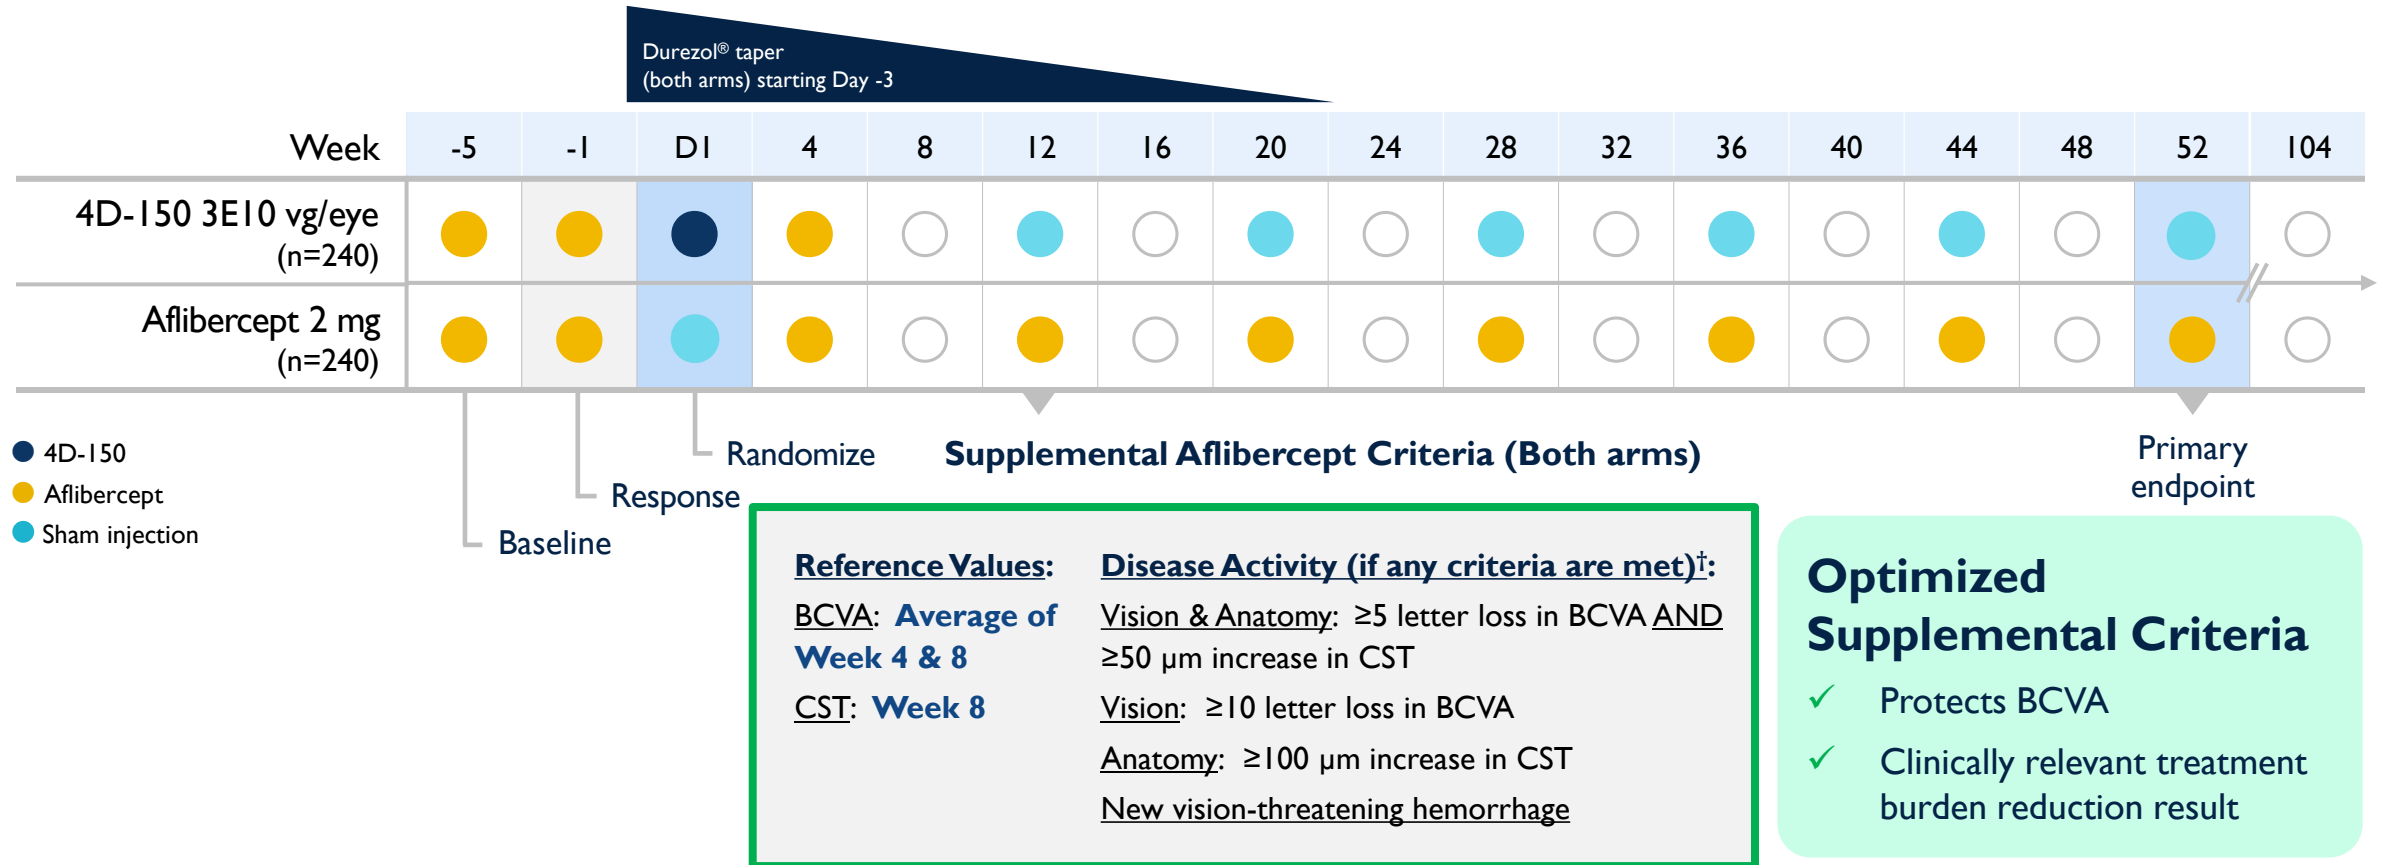 Durezol® taper
(both arms) starting Day -3
Week -5 -1 D1 4 8 12 16 20 24 28 32 36 40 44 48 52 104
4D-150 3E10 vg/eye
(n=240)
Aflibercept 2 mg
(n=240)
4D-150
Aflibercept
Sham injection
Baseline
Response
Randomize
Supplemental Aflibercept Criteria (Both arms)
Primary
endpoint
Reference Values:
BCVA: Average of
Week 4 & 8
CST: Week 8
Disease Activity (if any criteria are met)†:
Vision & Anatomy: ≥5 letter loss in BCVA AND
≥50 µm increase in CST
Vision: ≥10 letter loss in BCVA
Anatomy: ≥100 µm increase in CST
New vision-threatening hemorrhage
Optimized
Supplemental Criteria
✓ Protects BCVA
✓ Clinically relevant treatment
burden reduction result